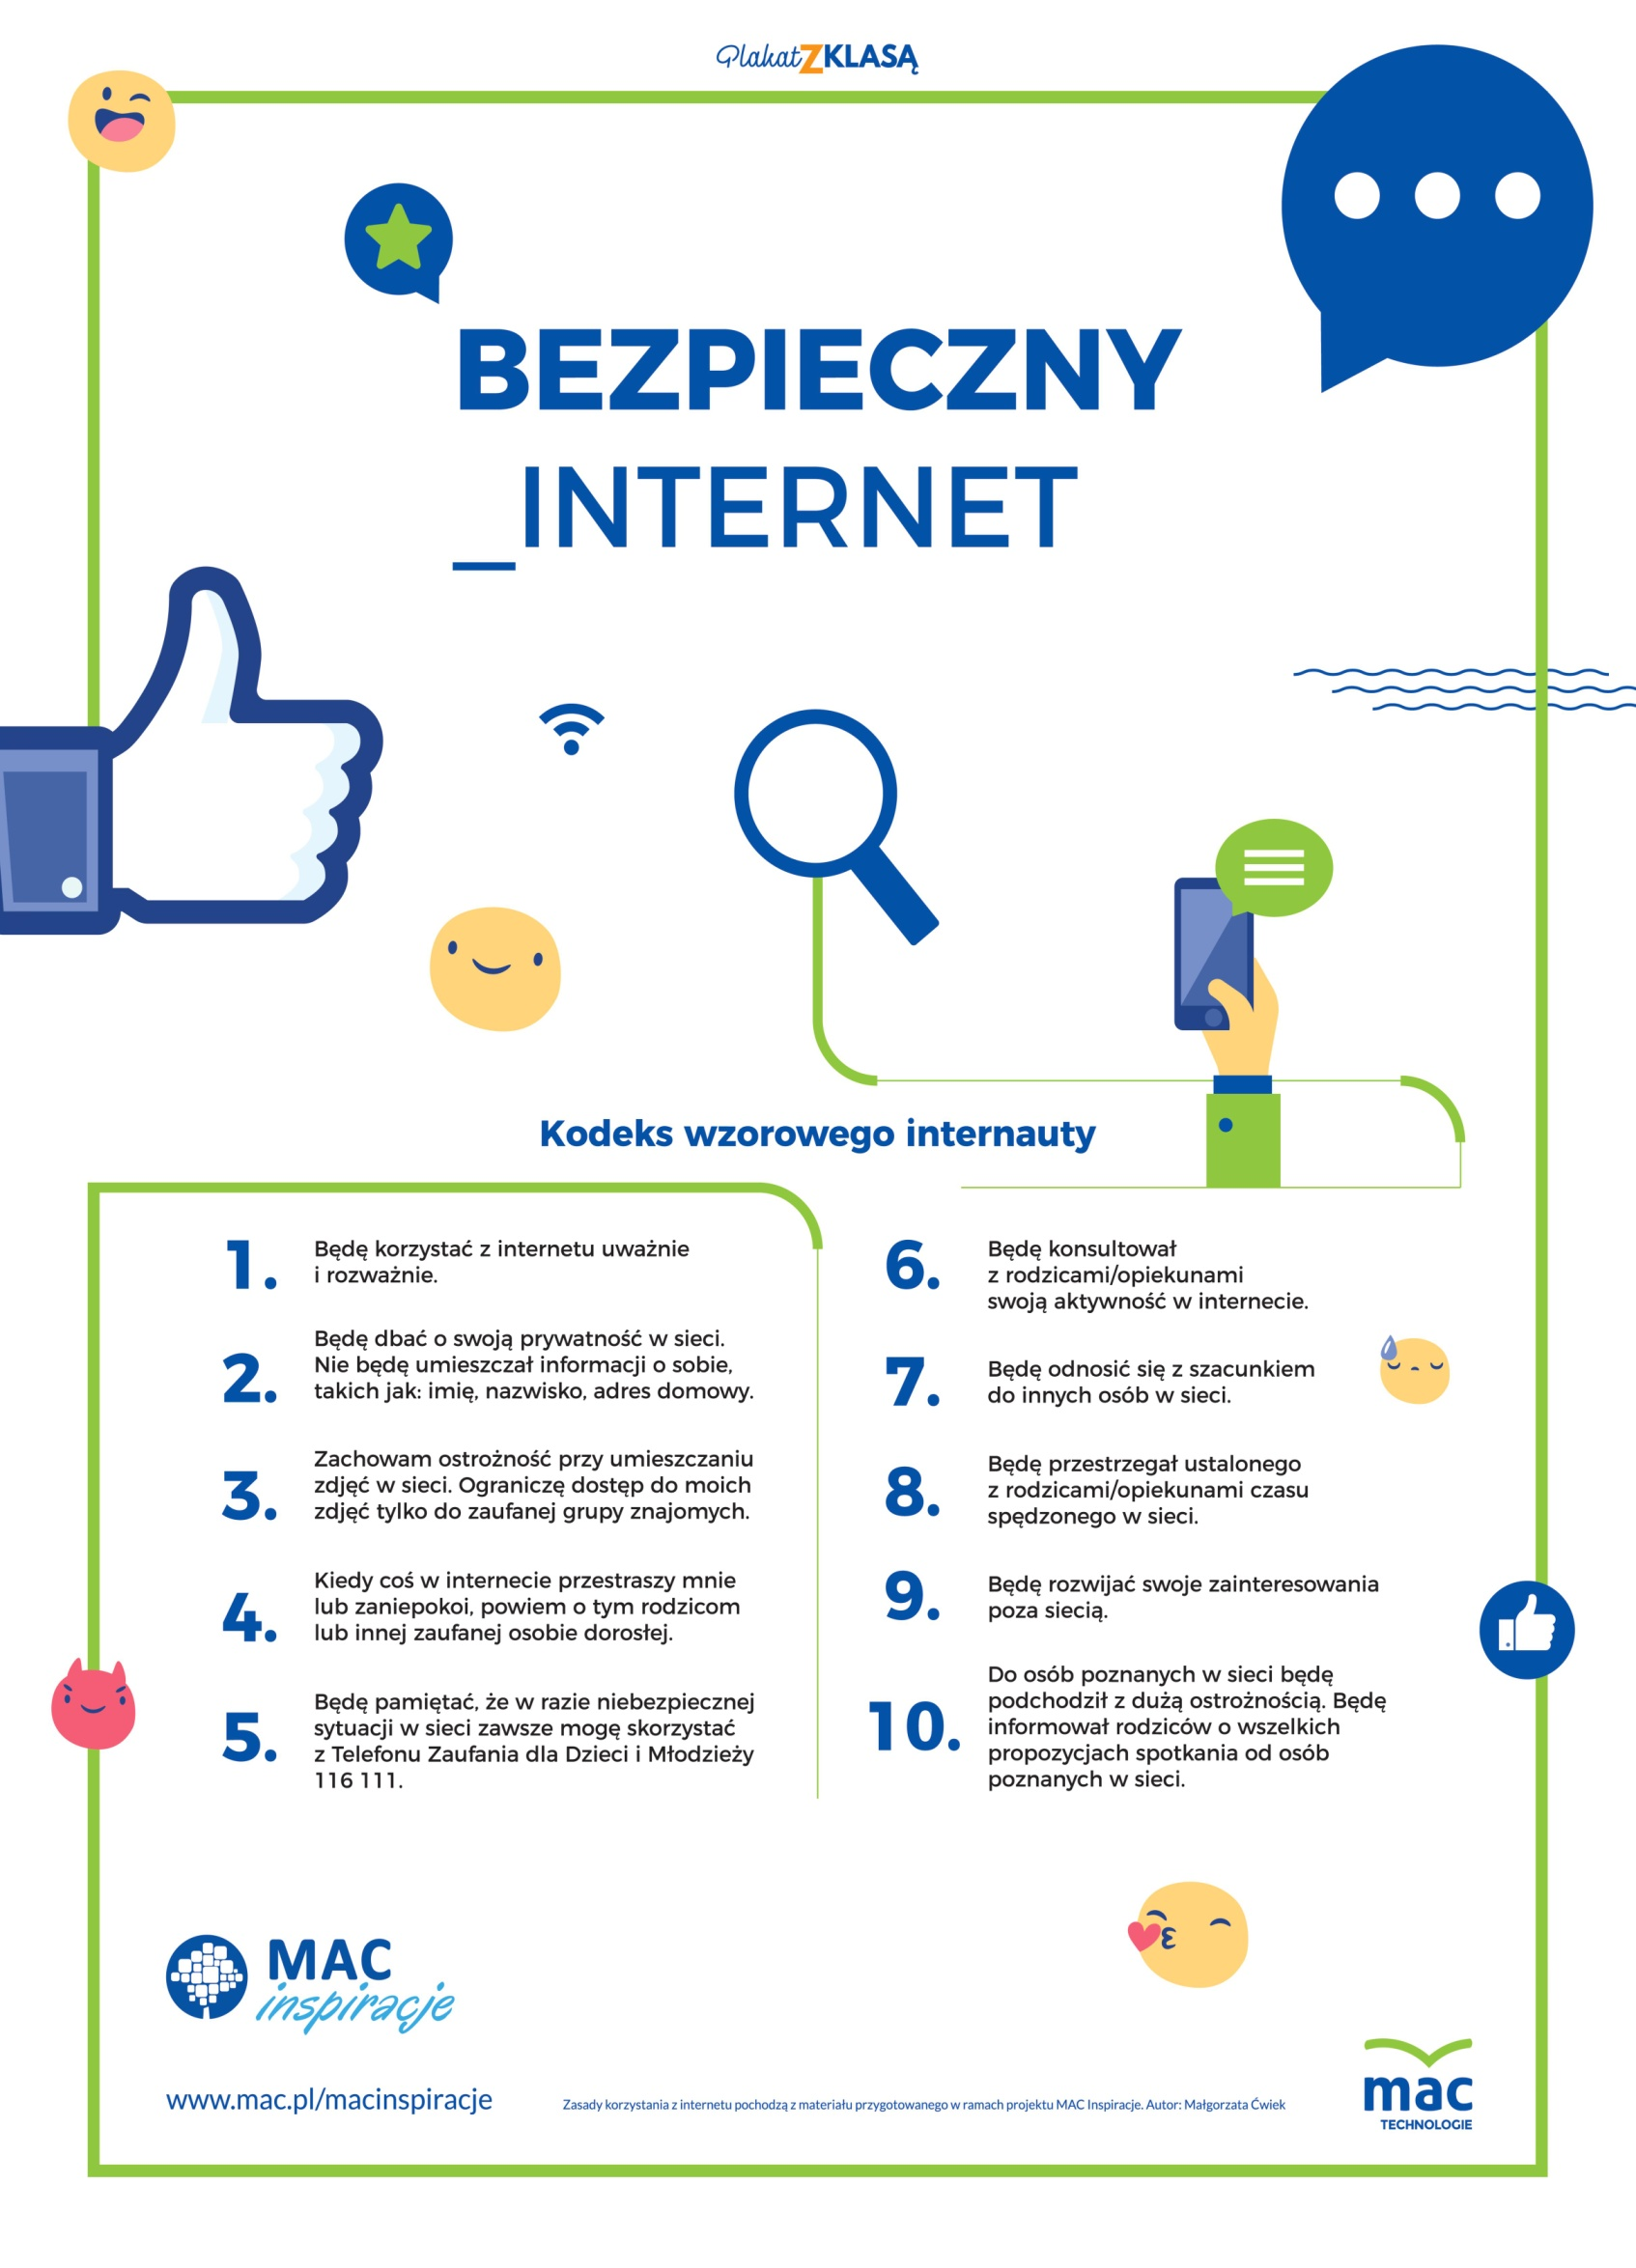 Plakat Z KLASĄ
BEZPIECZNY
_INTERNET
Kodeks wzorowego internauty
1. Będę korzystać z internetu uważnie
i rozważnie.
2. Będę dbać o swoją prywatność w sieci.
Nie będę umieszczał informacji o sobie,
takich jak: imię, nazwisko, adres domowy.
3. Zachowam ostrożność przy umieszczaniu
zdjęć w sieci. Ograniczę dostęp do moich
zdjęć tylko do zaufanej grupy znajomych.
4. Kiedy coś w internecie przestraszy mnie
lub zaniepokoi, powiem o tym rodzicom
lub innej zaufanej osobie dorosłej.
5. Będę pamiętać, że w razie niebezpiecznej
sytuacji w sieci zawsze mogę skorzystać
z Telefonu Zaufania dla Dzieci i Młodzieży
116 111.
6. Będę konsultował
z rodzicami/opiekunami
swoją aktywność w internecie.
7. Będę odnosić się z szacunkiem
do innych osób w sieci.
8. Będę przestrzegał ustalonego
z rodzicami/opiekunami czasu
spędzonego w sieci.
9. Będę rozwijać swoje zainteresowania
poza siecią.
10. Do osób poznanych w sieci będę
podchodził z dużą ostrożnością. Będę
informował rodziców o wszelkich
propozycjach spotkania od osób
poznanych w sieci.
MAC
inspiracje
www.mac.pl/macinspiracje
Zasady korzystania z internetu pochodzą z materiału przygotowanego w ramach projektu MAC Inspiracje. Autor: Małgorzata Ćwiek
mac
TECHNOLOGIE